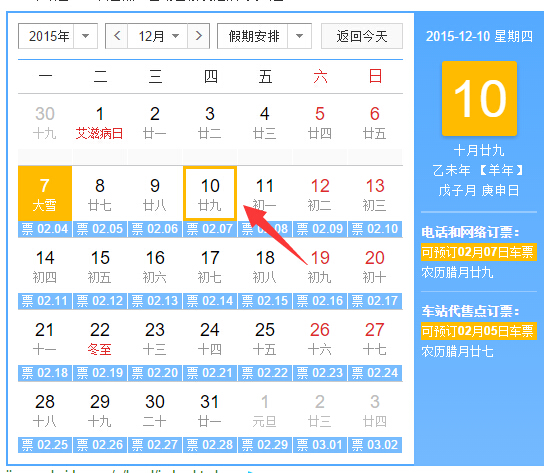 2015年 12月 假期安排 返回今天
一 二 三 四 五 六 日
30 1 2 3 4 5 6
十九 艾滋病日 廿一 廿二 廿三 廿四 廿五
7 8 9 10 11 12 13
大雪 廿七 廿八 廿九 初一 初二 初三
票 02.04 票 02.05 票 02.06 票 02.07 票 02.08 票 02.09 票 02.10
14 15 16 17 18 19 20
初四 初五 初六 初七 初八 初九 初十
票 02.11 票 02.12 票 02.13 票 02.14 票 02.15 票 02.16 票 02.17
21 22 23 24 25 26 27
十一 冬至 十三 十四 十五 十六 十七
票 02.18 票 02.19 票 02.20 票 02.21 票 02.22 票 02.23 票 02.24
28 29 30 31 1 2 3
十八 十九 二十 廿一 元旦 廿三 廿四
票 02.25 票 02.26 票 02.27 票 02.28 票 02.29 票 03.01 票 03.02
2015-12-10 星期四
10
十月廿九
乙未年 【羊年】
戊子月 庚申日
电话和网络订票：
可预订02月07日车票
农历腊月廿九
车站代售点订票：
可预订02月05日车票
农历腊月廿七